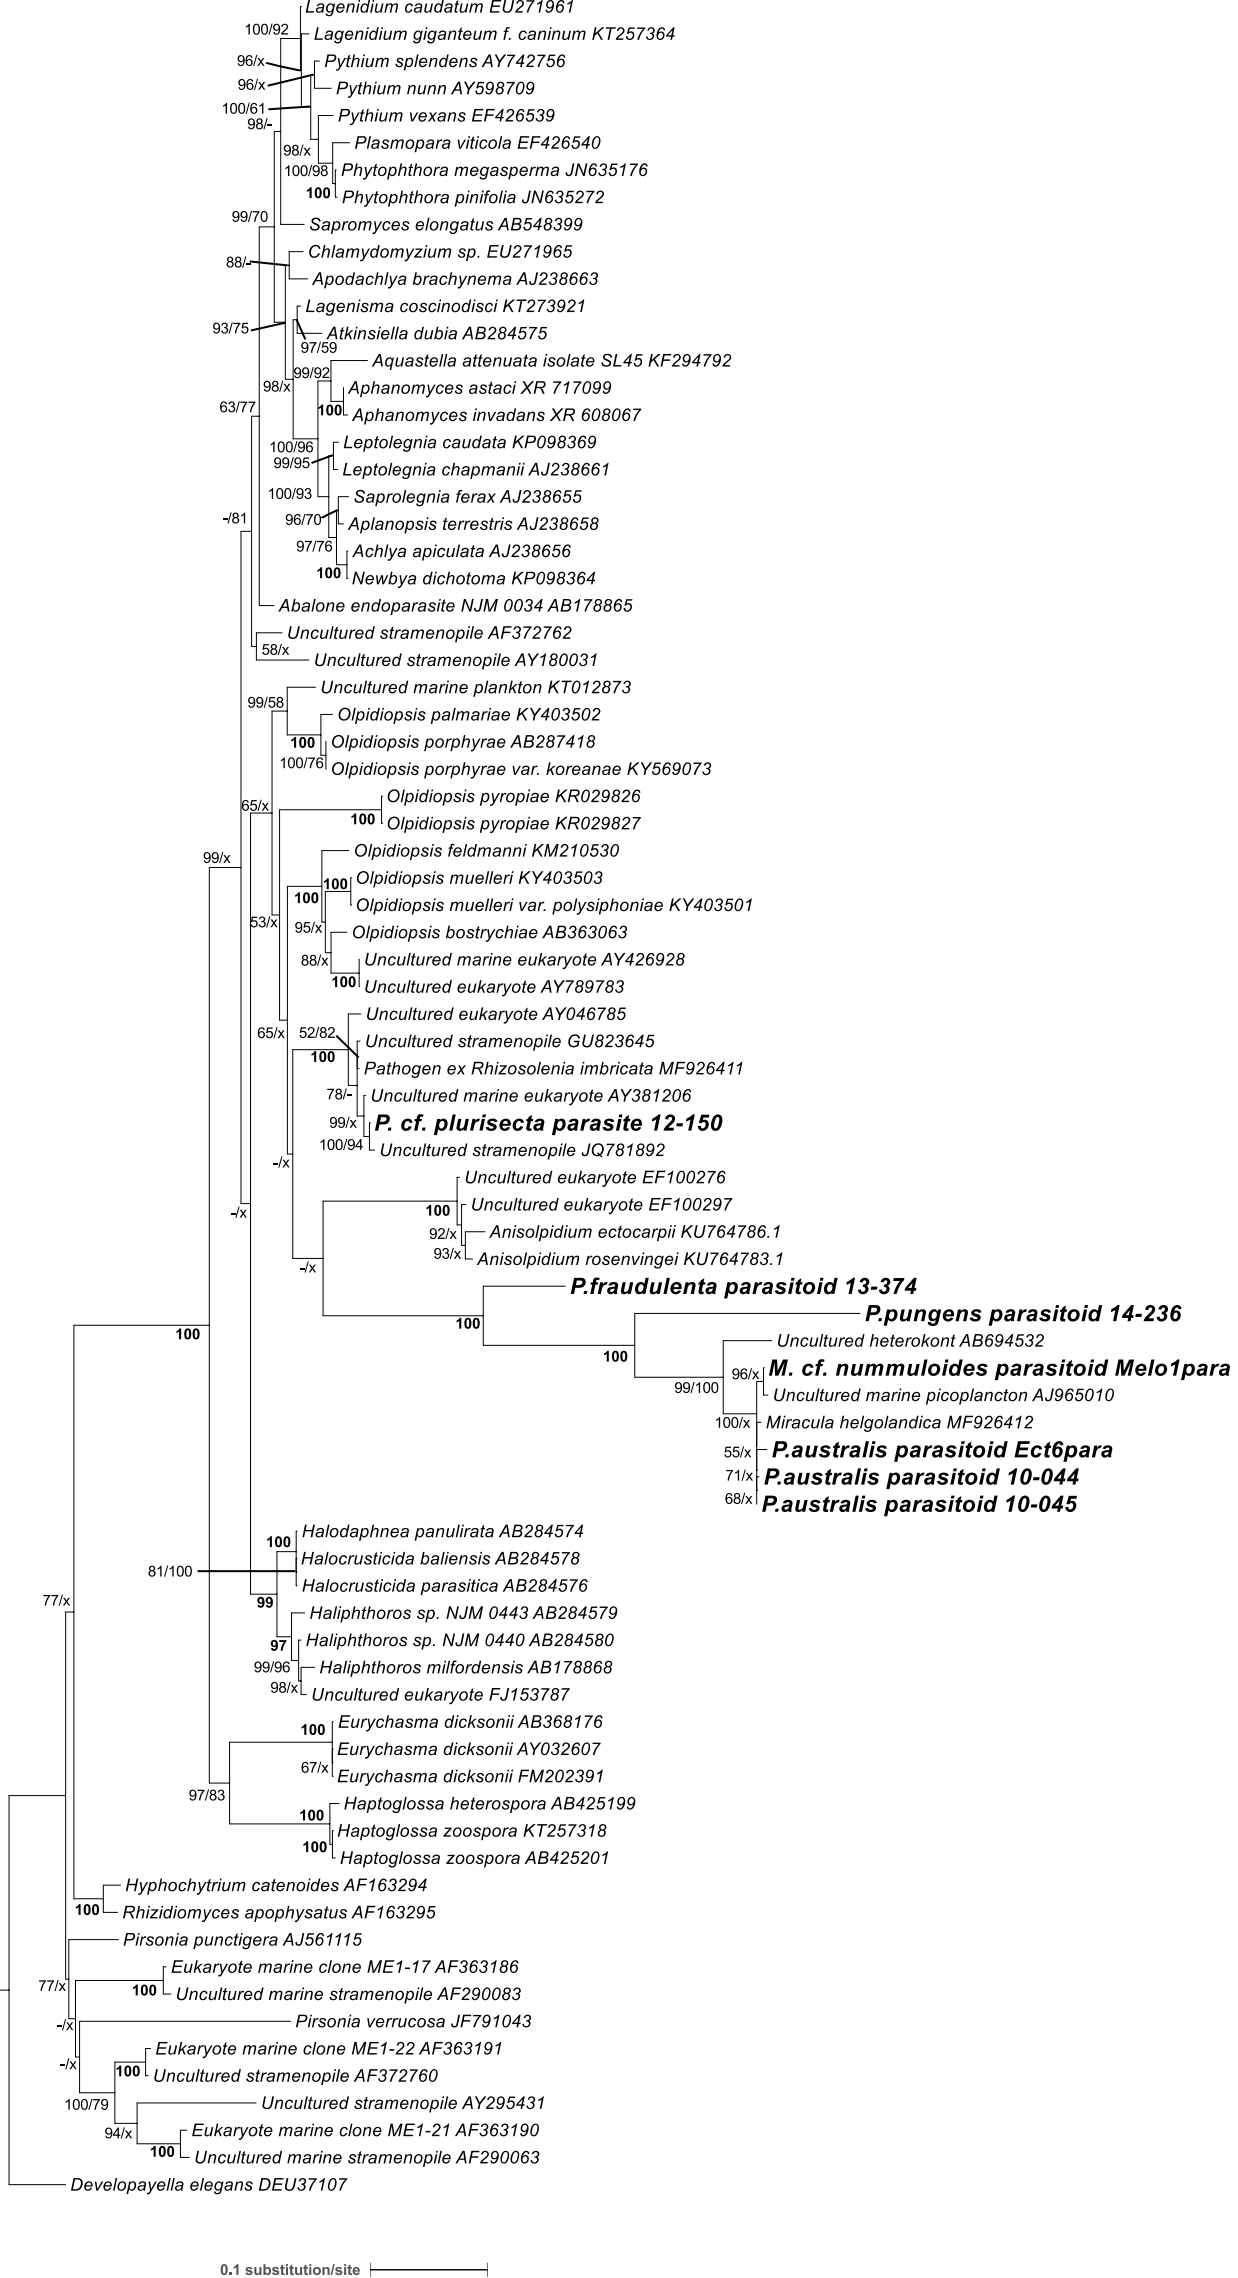 Lagenidium caudatum EU271961
100/92
Lagenidium giganteum f. caninum KT257364
96/x
Pythium splendens AY742756
96/x
Pythium nunn AY598709
100/61
Pythium vexans EF426539
98/-
Plasmopara viticola EF426540
98/x
100/98
Phytophthora megasperma JN635176
100
Phytophthora pinifolia JN635272
99/70
Sapromyces elongatus AB548399
Chlamydomyzium sp. EU271965
88/-
Apodachlya brachynema AJ238663
Lagenisma coscinodisci KT273921
93/75
Atkinsiella dubia AB284575
97/59
Aquastella attenuata isolate SL45 KF294792
99/92
98/x
Aphanomyces astaci XR 717099
63/77
100
Aphanomyces invadans XR 608067
Leptolegnia caudata KP098369
100/96
99/95
Leptolegnia chapmanii AJ238661
100/93
Saprolegnia ferax AJ238655
-/81
96/70
Aplanopsis terrestris AJ238658
97/76
Achlya apiculata AJ238656
100
Newbya dichotoma KP098364
Abalone endoparasite NJM 0034 AB178865
Uncultured stramenopile AF372762
58/x
Uncultured stramenopile AY180031
Uncultured marine plankton KT012873
99/58
Olpidiopsis palmariae KY403502
100
Olpidiopsis porphyrae AB287418
100/76
Olpidiopsis porphyrae var. koreanae KY569073
65/x
Olpidiopsis pyropiae KR029826
100
Olpidiopsis pyropiae KR029827
99/x
Olpidiopsis feldmanni KM210530
100
Olpidiopsis muelleri KY403503
100
Olpidiopsis muelleri var. polysiphoniae KY403501
53/x
95/x
Olpidiopsis bostrychiae AB363063
88/x
Uncultured marine eukaryote AY426928
100
Uncultured eukaryote AY789783
Uncultured eukaryote AY046785
65/x
52/82
Uncultured stramenopile GU823645
100
Pathogen ex Rhizosolenia imbricata MF926411
78/-
Uncultured marine eukaryote AY381206
99/x
P. cf. plurisecta parasite 12-150
100/94
Uncultured stramenopile JQ781892
-/x
Uncultured eukaryote EF100276
-/x
100
Uncultured eukaryote EF100297
92/x
Anisolpidium ectocarpii KU764786.1
93/x
Anisolpidium rosenvingei KU764783.1
-/x
P.fraudulenta parasitoid 13-374
100
P.pungens parasitoid 14-236
100
Uncultured heterokont AB694532
100
M. cf. nummuloides parasitoid Melo1para
96/x
99/100
Uncultured marine picoplancton AJ965010
100/x
Miracula helgolandica MF926412
55/x
P.australis parasitoid Ect6para
71/x
P.australis parasitoid 10-044
68/x
P.australis parasitoid 10-045
100
Halodaphnea panulirata AB284574
81/100
Halocrusticida baliensis AB284578
Halocrusticida parasitica AB284576
77/x
99
Haliphthoros sp. NJM 0443 AB284579
97
Haliphthoros sp. NJM 0440 AB284580
99/96
Haliphthoros milfordensis AB178868
98/x
Uncultured eukaryote FJ153787
100
Eurychasma dicksonii AB368176
Eurychasma dicksonii AY032607
67/x
Eurychasma dicksonii FM202391
97/83
Haptoglossa heterospora AB425199
100
Haptoglossa zoospora KT257318
100
Haptoglossa zoospora AB425201
Hyphochytrium catenoides AF163294
100
Rhizidiomyces apophysatus AF163295
Pirsonia punctigera AJ561115
Eukaryote marine clone ME1-17 AF363186
77/x
100
Uncultured marine stramenopile AF290083
-/x
Pirsonia verrucosa JF791043
Eukaryote marine clone ME1-22 AF363191
-/x
100
Uncultured stramenopile AF372760
100/79
Uncultured stramenopile AY295431
94/x
Eukaryote marine clone ME1-21 AF363190
100
Uncultured marine stramenopile AF290063
Developayella elegans DEU37107
0.1 substitution/site